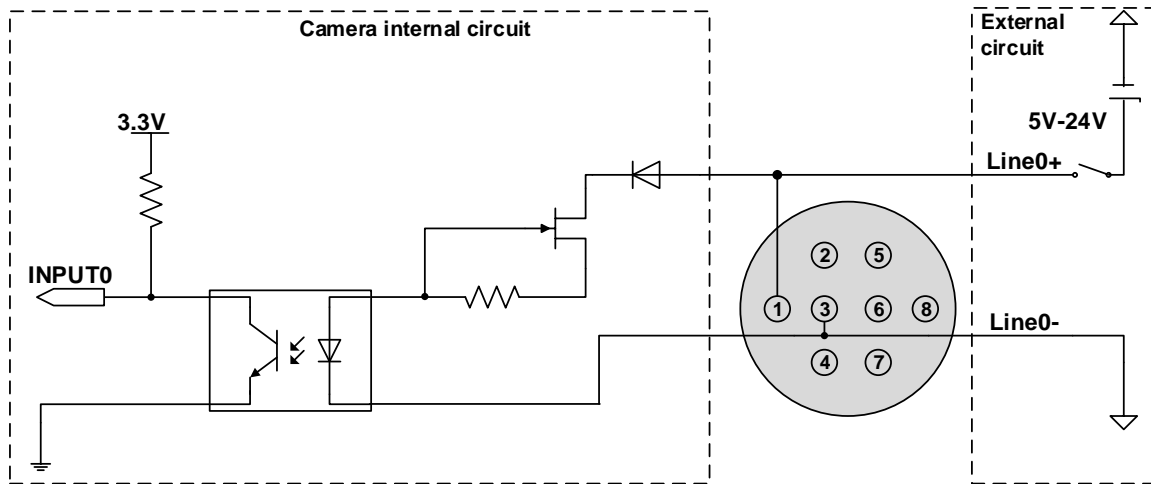 Camera internal circuit
External
circuit
3.3V
5V-24V
Line0+
2
5
INPUT0
1
3
6
8
Line0-
4
7